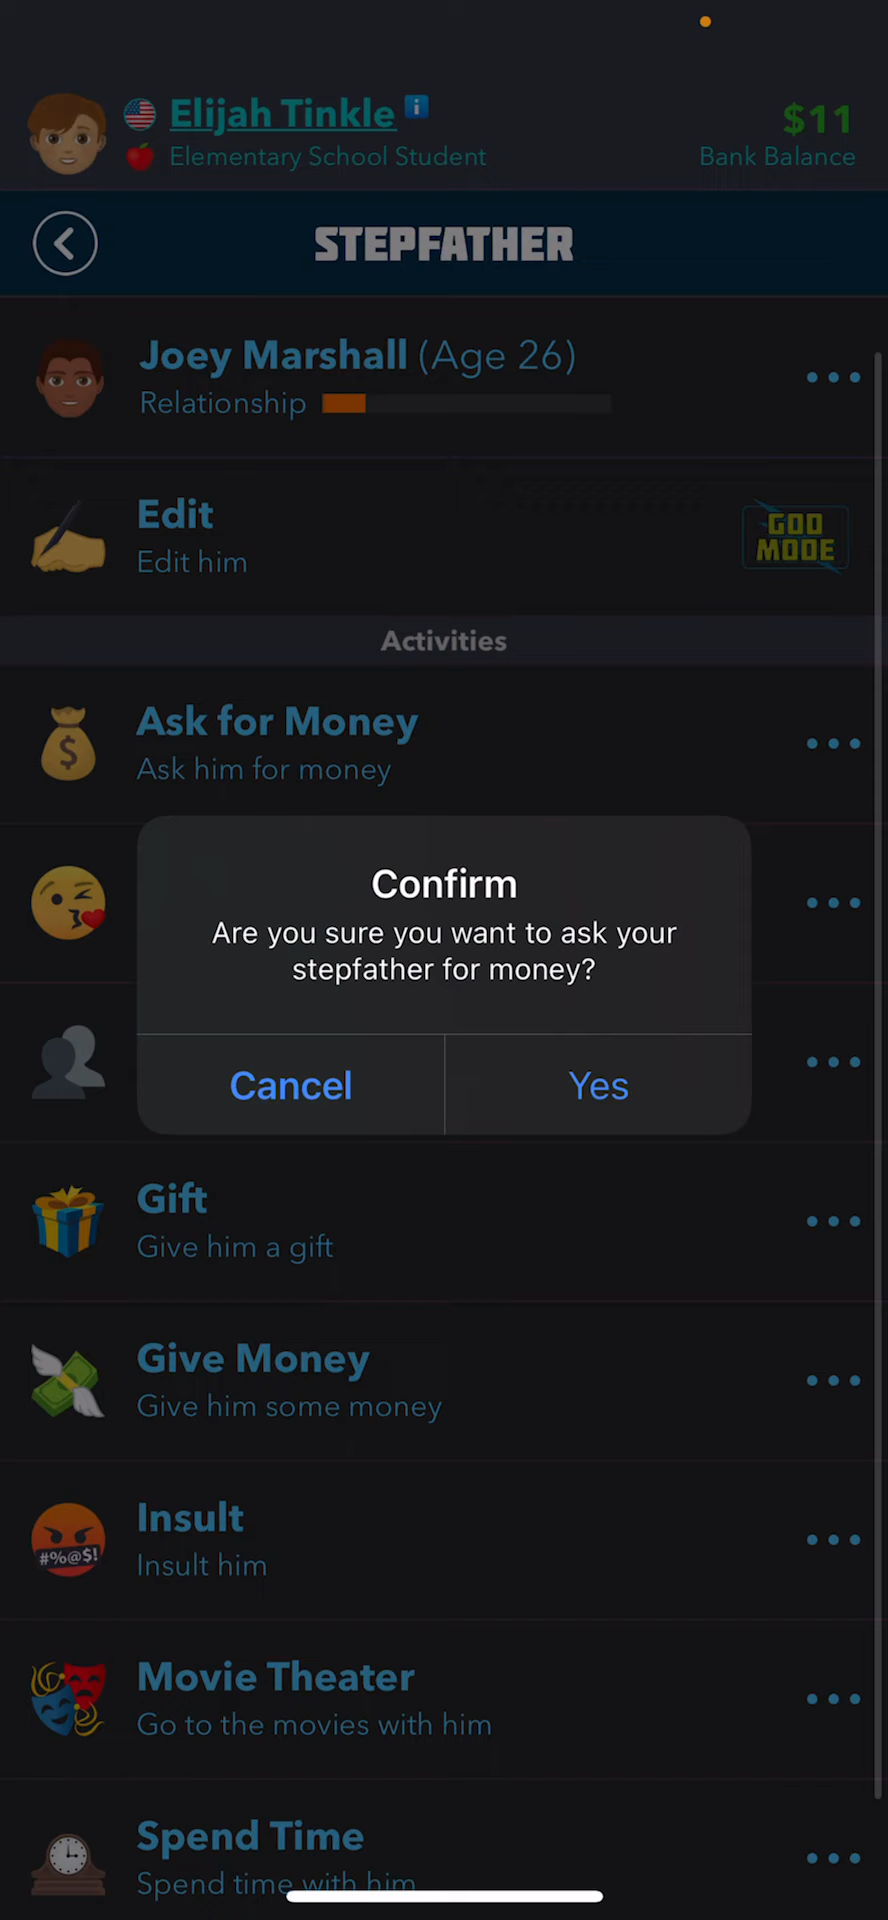 Elijah Tinkle
$11
Elementary School Student
Bank Balance
STEPFATHER
Joey Marshall (Age 26)
Relationship
Edit
Edit him
GOD
MODE
Activities
Ask for Money
Ask him for money
Confirm
Are you sure you want to ask your
stepfather for money?
Cancel
Yes
Gift
Give him a gift
Give Money
Give him some money
#%@$!
Insult
Insult him
Movie Theater
Go to the movies with him
Spend Time
Spend time with him